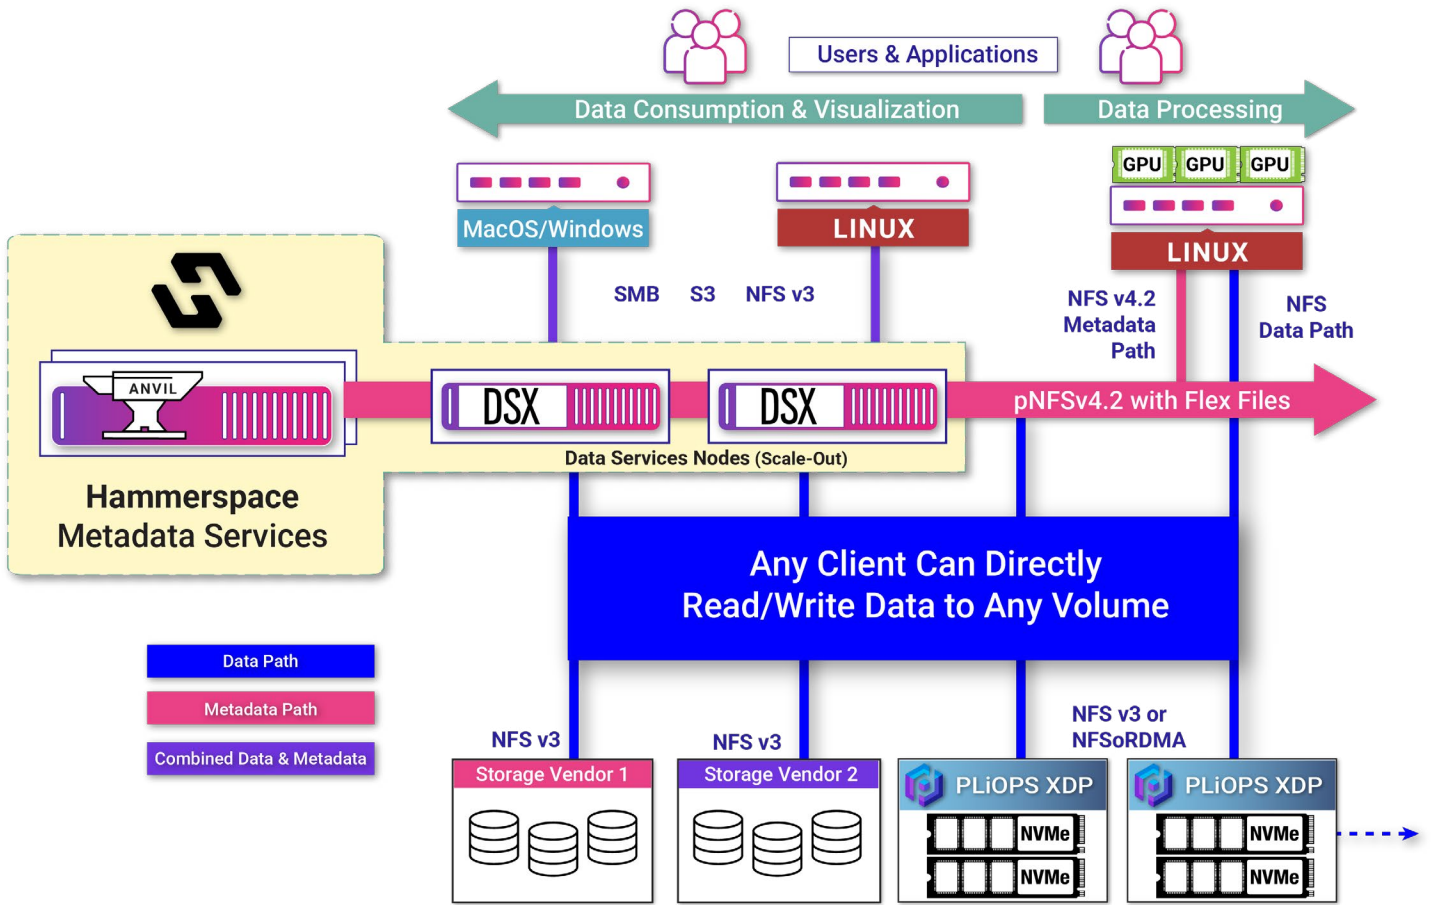 Users & Applications
Data Consumption & Visualization
Data Processing
GPU
GPU
GPU
MacOS/Windows
LINUX
LINUX
SMB
S3
NFS v3
NFS v4.2
Metadata
Path
NFS
Data Path
ANVIL
DSX
DSX
pNFSv4.2 with Flex Files
Data Services Nodes (Scale-Out)
Hammerspace
Metadata Services
Any Client Can Directly
Read/Write Data to Any Volume
Data Path
Metadata Path
Combined Data & Metadata
NFS v3
NFS v3
NFS v3 or
NFSoRDMA
Storage Vendor 1
Storage Vendor 2
PLiOPS XDP
PLiOPS XDP
NVMe
NVMe
NVMe
NVMe